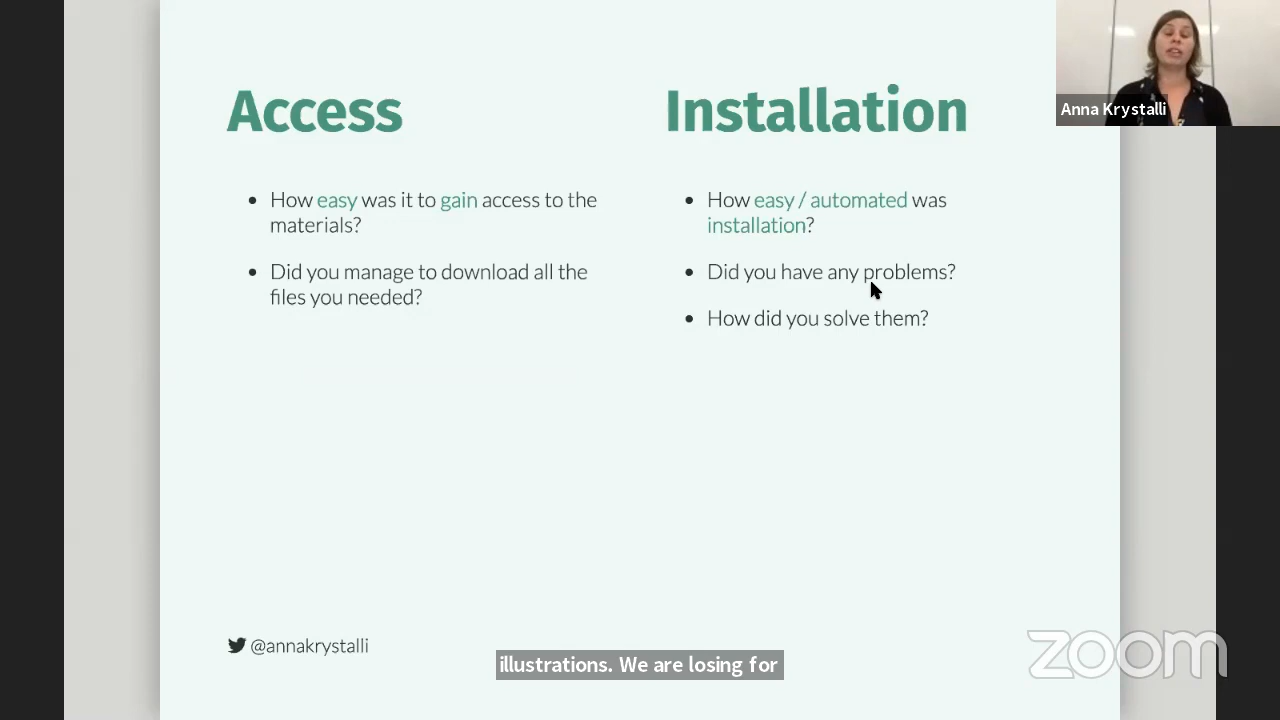 Access
How easy was it to gain access to the
materials?
Did you manage to download all the
files you needed?
Installation
How easy / automated was
installation?
Did you have any problems?
How did you solve them?
Anna Krystalli
@annakrystalli
illustrations. We are losing for
zoom